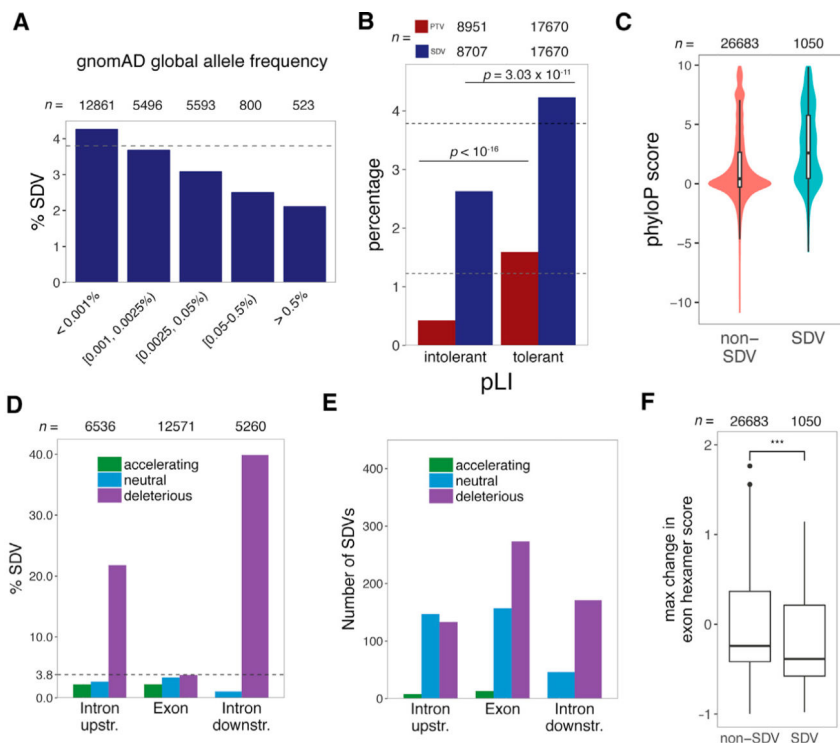 A
gnomAD global allele frequency
n = 12861 5496 5593 800 523
% SDV
4
3
2
1
0
< 0.001%
[0.001, 0.0025%)
[0.0025, 0.05%)
[0.05-0.5%)
> 0.5%
B
n =
PTV 8951 17670
SDV 8707 17670
p = 3.03 x 10-11
p < 10-16
percentage
4
3
2
1
0
intolerant tolerant
pLI
C
n = 26683 1050
phyloP score
10
5
0
−5
−10
non−
SDV
SDV
D
n = 6536 12571 5260
accelerating
neutral
deleterious
% SDV
40.0
30.0
20.0
10.0
3.8
0.0
Intron
upstr.
Exon
Intron
downstr.
E
accelerating
neutral
deleterious
Number of SDVs
400
300
200
100
0
Intron
upstr.
Exon
Intron
downstr.
F
n = 26683 1050
***
max change in
exon hexamer score
2
1
-0
−1
non−SDV SDV